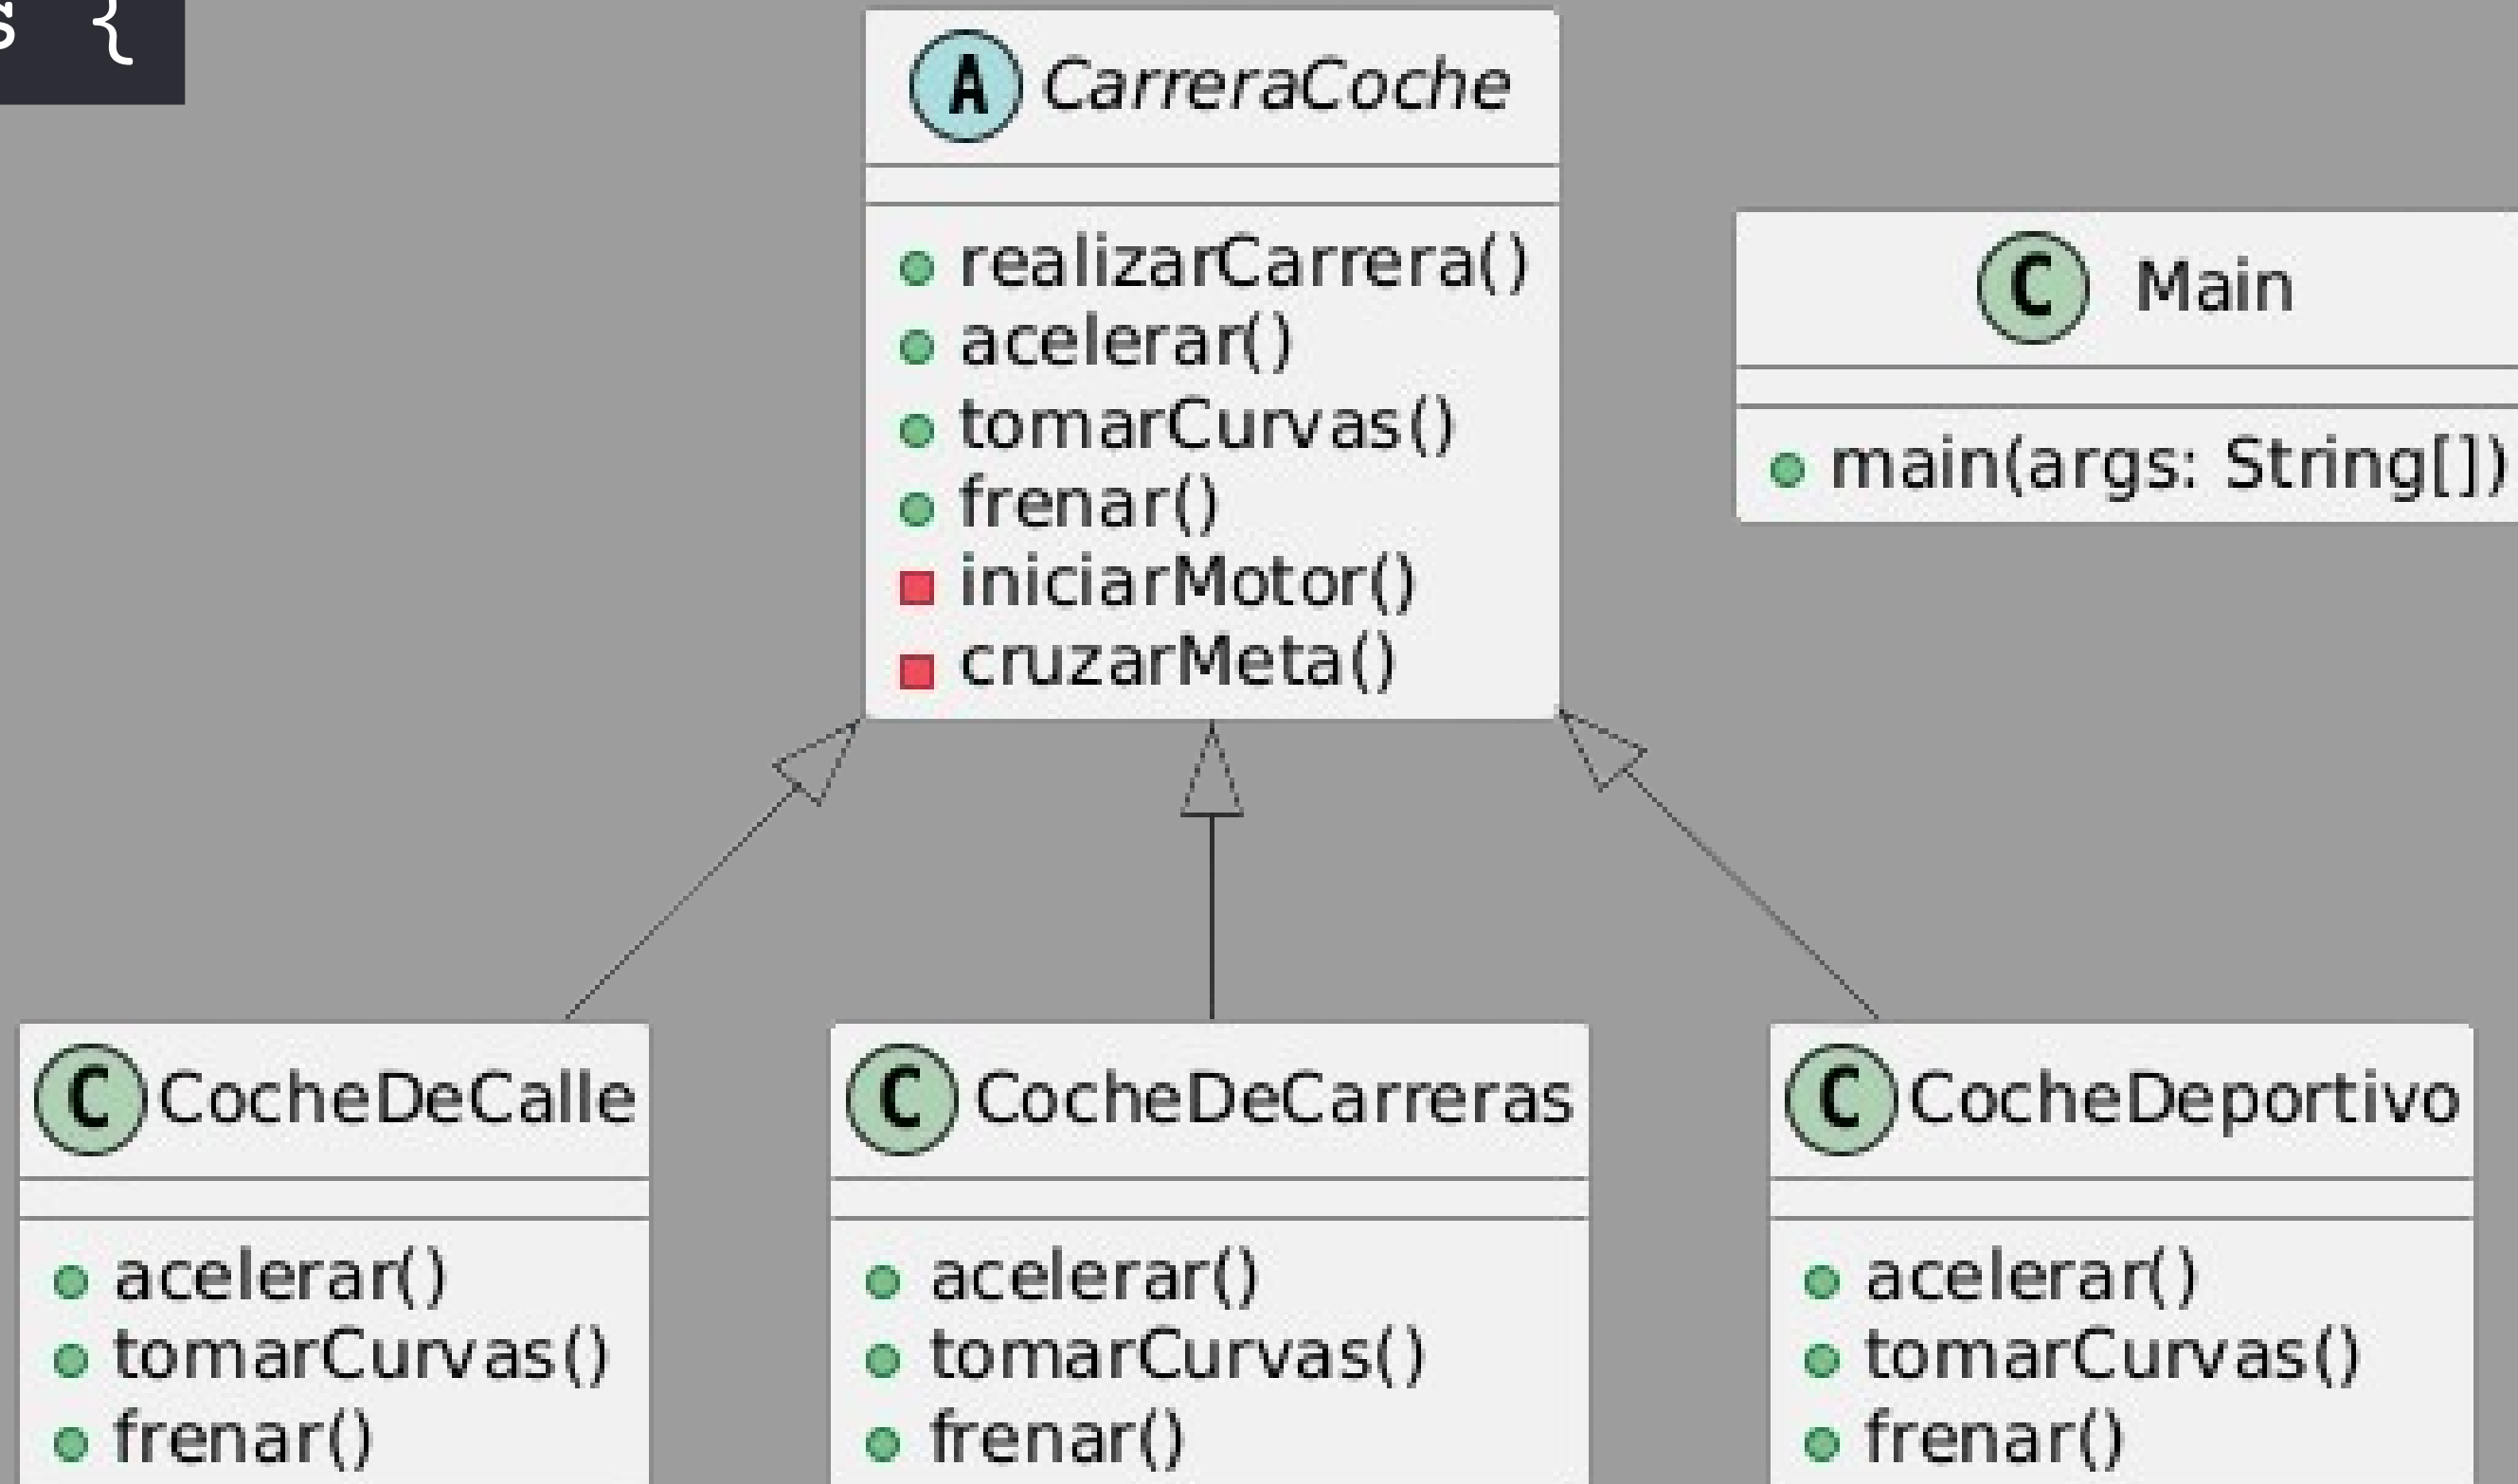 s {
A CarreraCoche
realizarCarrera()
acelerar()
tomarCurvas()
frenar()
iniciarMotor()
cruzarMeta()
C Main
main(args: String[])
C CocheDeCalle
acelerar()
tomarCurvas()
frenar()
C CocheDeCarreras
acelerar()
tomarCurvas()
frenar()
C CocheDeportivo
acelerar()
tomarCurvas()
frenar()